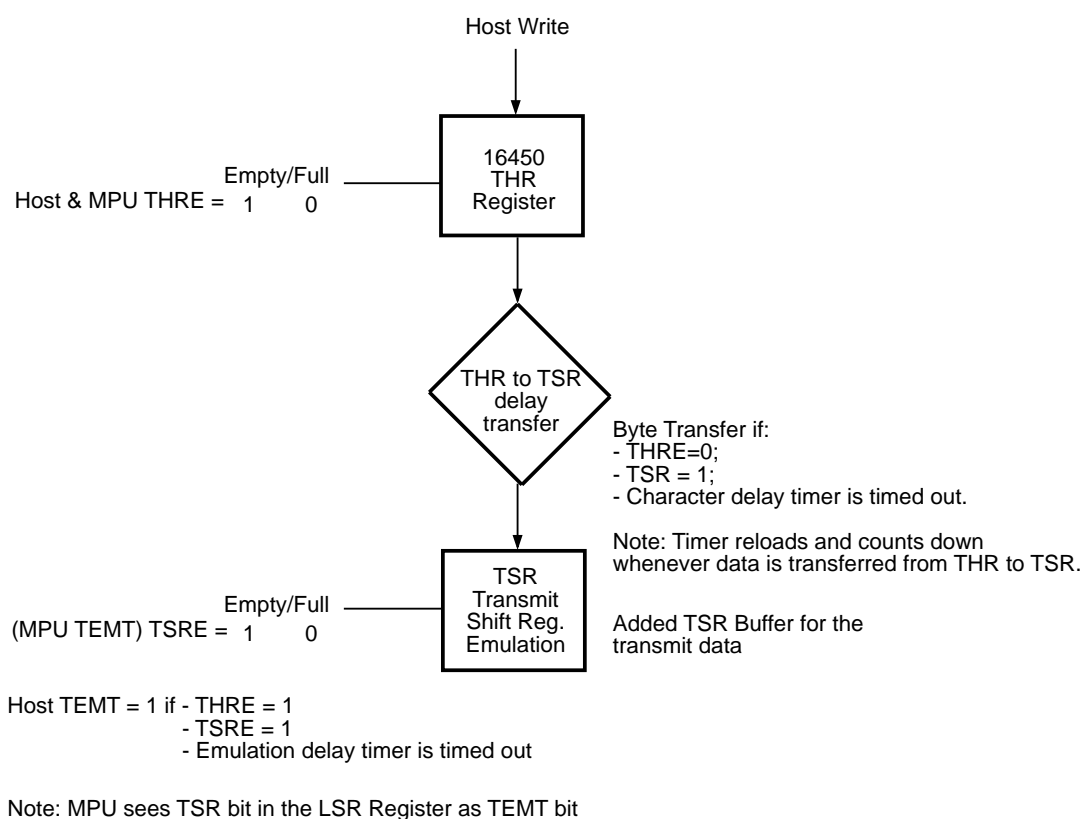 Host Write
16450
THR
Register
Empty/Full
Host & MPU THRE = 1 0
THR to TSR
delay
transfer
Byte Transfer if:
- THRE=0;
- TSR = 1;
- Character delay timer is timed out.
Note: Timer reloads and counts down
whenever data is transferred from THR to TSR.
TSR
Transmit
Shift Reg.
Emulation
Empty/Full
(MPU TEMT) TSRE = 1 0
Added TSR Buffer for the
transmit data
Host TEMT = 1 if - THRE = 1
- TSRE = 1
- Emulation delay timer is timed out
Note: MPU sees TSR bit in the LSR Register as TEMT bit